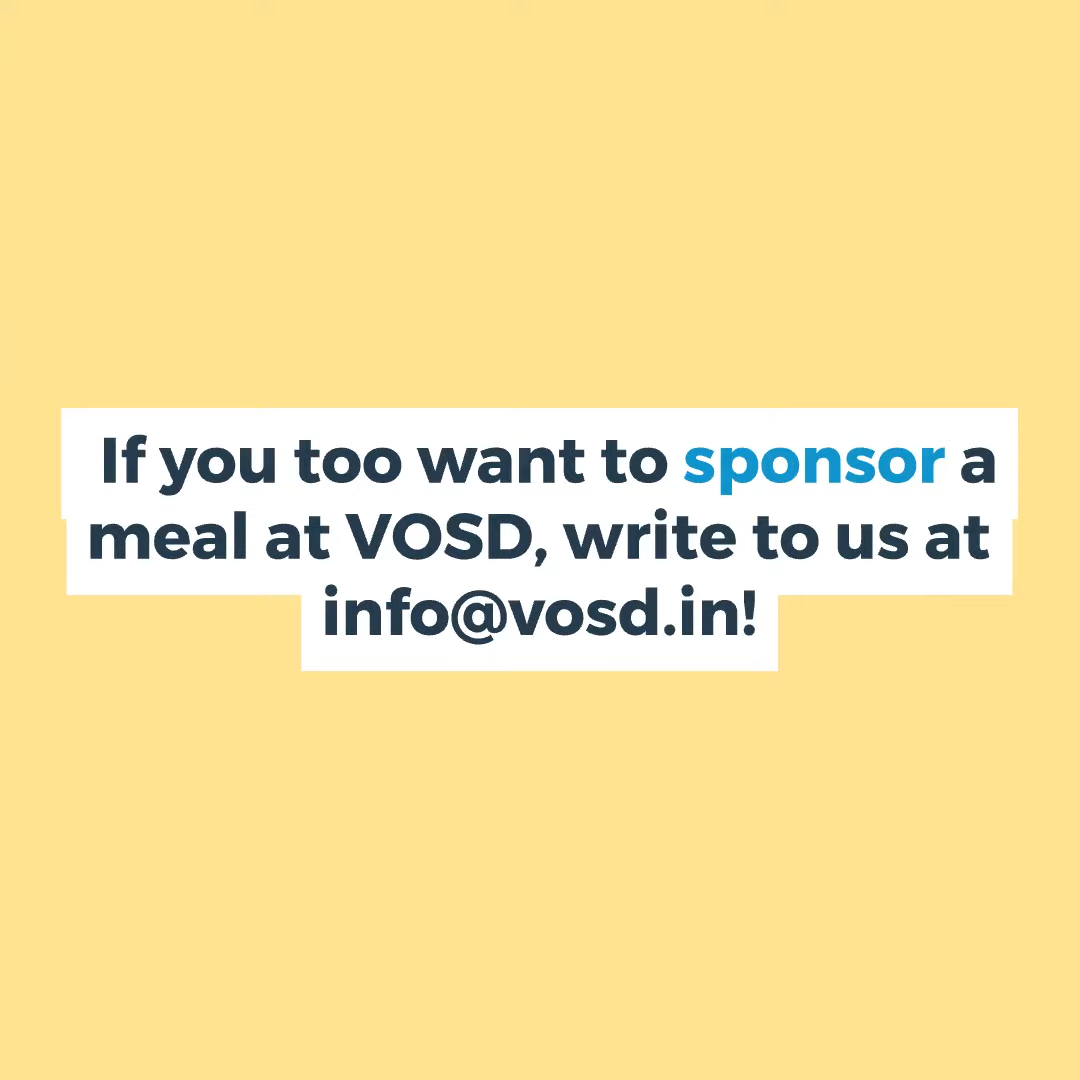 If you too want to sponsor a
meal at VOSD, write to us at
info@vosd.in!